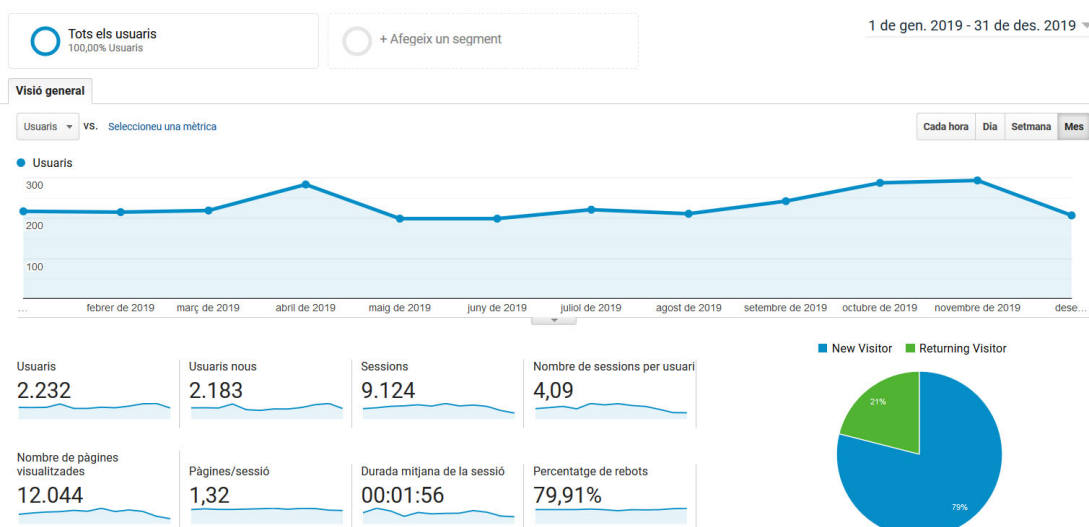 Tots els usuaris
100,00% Usuaris
+ Afegeix un segment
1 de gen. 2019 - 31 de des. 2019
Visió general
Usuaris VS. Seleccioneu una mètrica
Cada hora Dia Setmana Mes
Usuaris
300
200
100
... febrer de 2019 març de 2019 abril de 2019 maig de 2019 juny de 2019 juliol de 2019 agost de 2019 setembre de 2019 octubre de 2019 novembre de 2019 dese...
New Visitor Returning Visitor
Usuaris
2.232
Usuaris nous
2.183
Sessions
9.124
Nombre de sessions per usuari
4,09
Nombre de pàgines
visualitzades
12.044
Pàgines/sessió
1,32
Durada mitjana de la sessió
00:01:56
Percentatge de rebots
79,91%
21%
79%